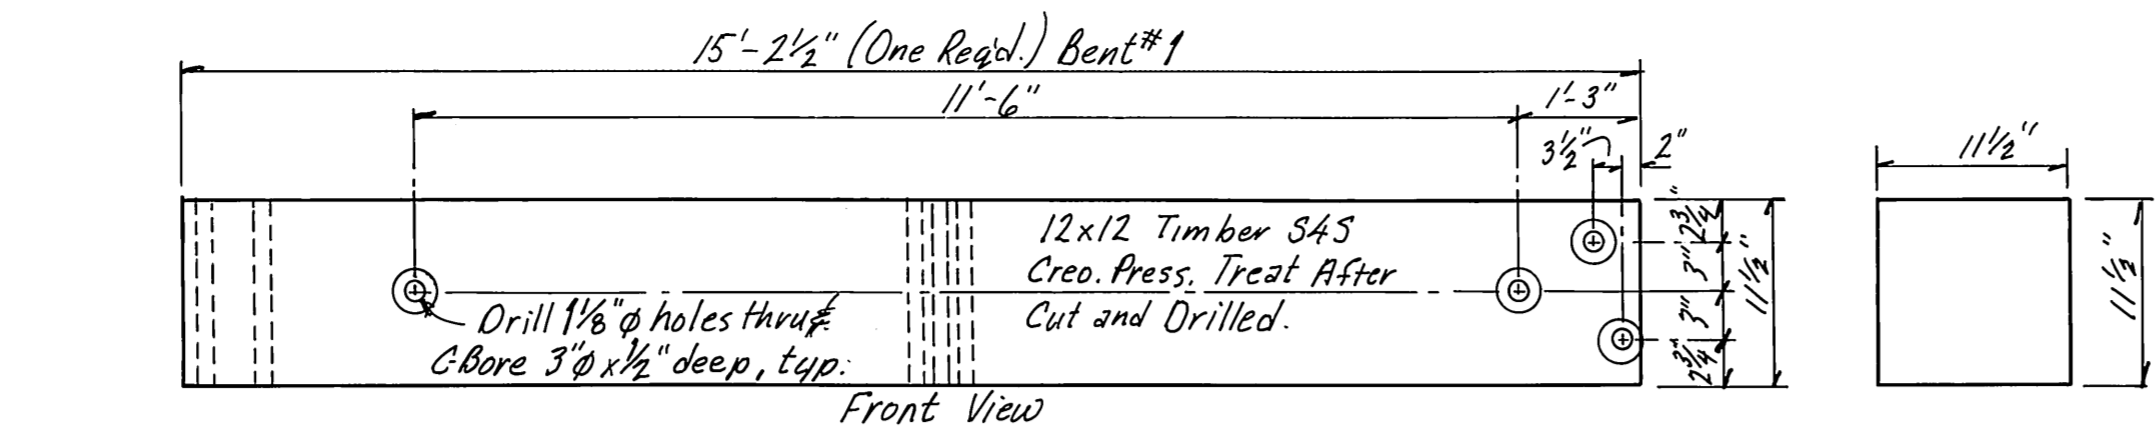 15'-2½" (One Req'd.) Bent #1
11'-6"
1'-3"
3½"
2"
11½"
12x12 Timber S4S
Creo. Press. Treat After
Cut and Drilled.
Drill 1⅛"φ holes thru &
C-Bore 3"φ x ½" deep, typ.
2¾"
3"
3"
2¾"
11½"
11½"
Front View